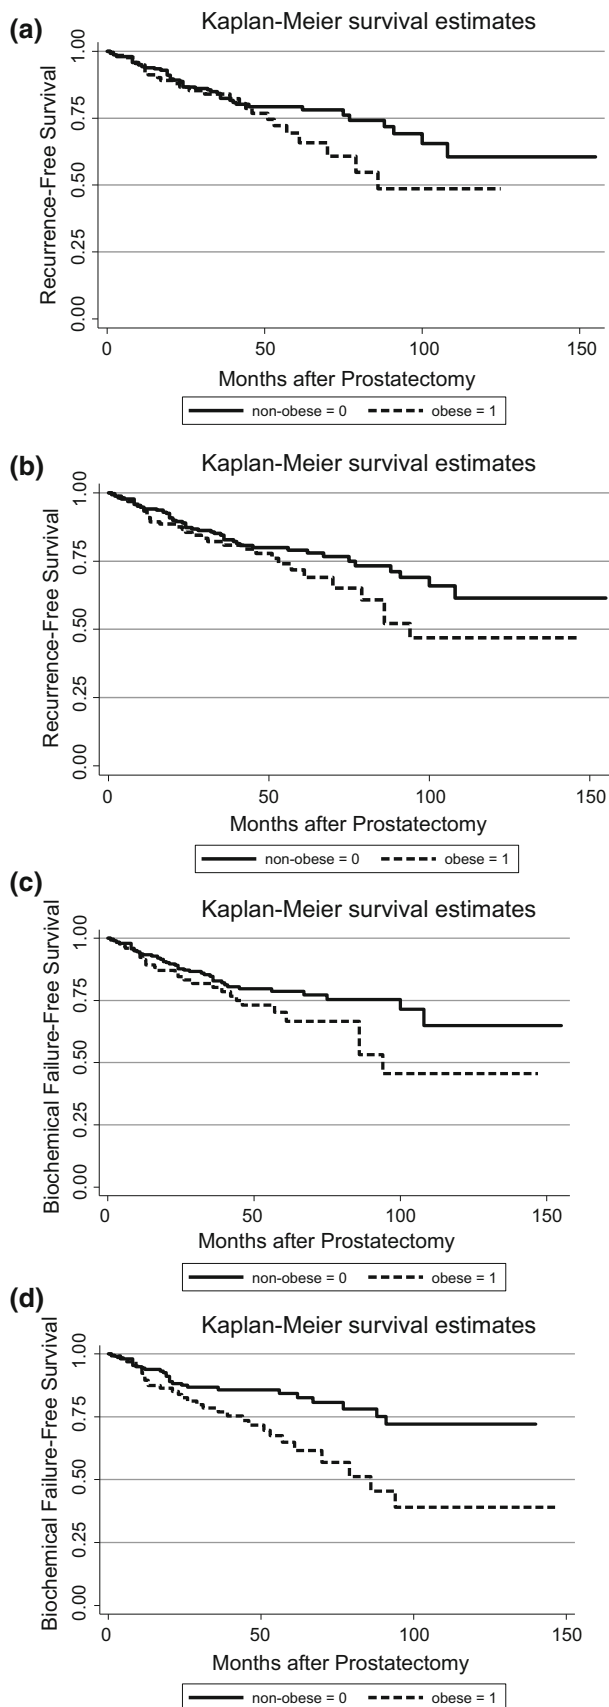 (a)
Kaplan-Meier survival estimates
Recurrence-Free Survival
1.00
0.75
0.50
0.25
0.00
0 50 100 150
Months after Prostatectomy
non-obese = 0 obese = 1
(b)
Kaplan-Meier survival estimates
Recurrence-Free Survival
1.00
0.75
0.50
0.25
0.00
0 50 100 150
Months after Prostatectomy
non-obese = 0 obese = 1
(c)
Kaplan-Meier survival estimates
Biochemical Failure-Free Survival
1.00
0.75
0.50
0.25
0.00
0 50 100 150
Months after Prostatectomy
non-obese = 0 obese = 1
(d)
Kaplan-Meier survival estimates
Biochemical Failure-Free Survival
1.00
0.75
0.50
0.25
0.00
0 50 100 150
Months after Prostatectomy
non-obese = 0 obese = 1